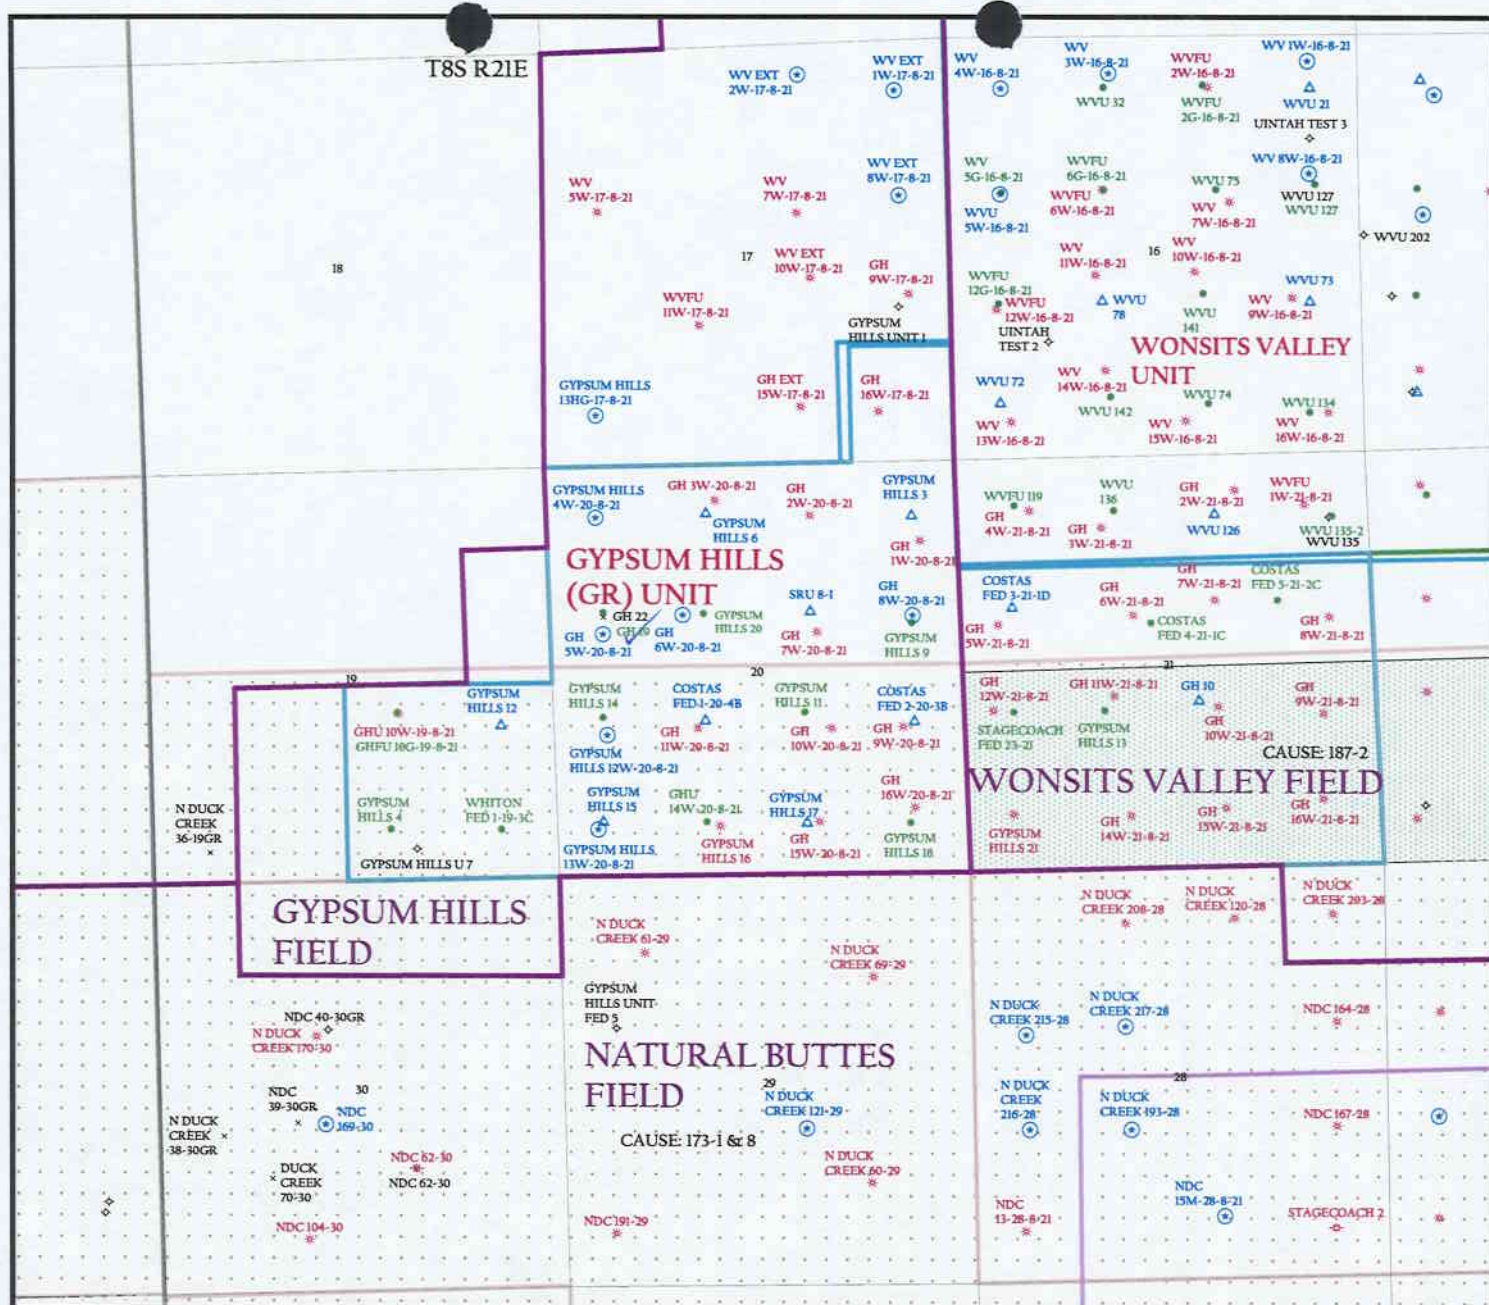 T8S R21E
WV EXT
2W-17-8-21
WV EXT
1W-17-8-21
WV
4W-16-8-21
WV
3W-16-8-21
WVU 32
WVFU
2W-16-8-21
WVFU
2G-16-8-21
WV 1W-16-8-21
WVU 21
UINTAH TEST 3
WV
5W-17-8-21
WV
7W-17-8-21
WV EXT
8W-17-8-21
WV
5G-16-8-21
WVU
5W-16-8-21
WVFU
6G-16-8-21
WVFU
6W-16-8-21
WVU 75
WV
7W-16-8-21
WV 8W-16-8-21
WVU 127
WVU 127
WVU 202
18
17
WV EXT
10W-17-8-21
GH
9W-17-8-21
WVFU
11W-17-8-21
GYPSUM
HILLS UNIT 1
WV
11W-16-8-21
16
WV
10W-16-8-21
WVFU
12G-16-8-21
WVFU
12W-16-8-21
UINTAH
TEST 2
WVU
78
WVU
141
WV
9W-16-8-21
WVU 73
WONSITS VALLEY
UNIT
GYPSUM HILLS
13HG-17-8-21
GH EXT
15W-17-8-21
GH
16W-17-8-21
WVU 72
WV
13W-16-8-21
WV
14W-16-8-21
WVU 142
WVU 74
WV
15W-16-8-21
WVU 134
WV
16W-16-8-21
GYPSUM HILLS
4W-20-8-21
GH 3W-20-8-21
GYPSUM
HILLS 6
GH
2W-20-8-21
GYPSUM
HILLS 3
GH
1W-20-8-21
WVFU 119
GH
4W-21-8-21
WVU
136
GH
3W-21-8-21
GH
2W-21-8-21
WVU 126
WVFU
1W-21-8-21
WVU 135-2
WVU 135
GYPSUM HILLS
(GR) UNIT
GH 22
GH 19
GH
5W-20-8-21
GH
6W-20-8-21
GYPSUM
HILLS 20
SRU 8-1
GH
7W-20-8-21
GH
8W-20-8-21
GYPSUM
HILLS 9
COSTAS
FED 3-21-1D
GH
5W-21-8-21
GH
6W-21-8-21
COSTAS
FED 4-21-1C
GH
7W-21-8-21
COSTAS
FED 5-21-2C
GH
8W-21-8-21
19
20
21
GHU 10W-19-8-21
GHFU 10G-19-8-21
GYPSUM
HILLS 12
GYPSUM
HILLS 14
GYPSUM
HILLS 12W-20-8-21
COSTAS
FED-1-20-4B
GH
11W-20-8-21
GYPSUM
HILLS 11
GH
10W-20-8-21
COSTAS
FED 2-20-3B
GH
9W-20-8-21
GH
12W-21-8-21
STAGECOACH
FED 23-21
GH 11W-21-8-21
GYPSUM
HILLS 13
GH 10
GH
10W-21-8-21
GH
9W-21-8-21
CAUSE: 187-2
WONSITS VALLEY FIELD
N DUCK
CREEK
36-19GR
GYPSUM
HILLS 4
WHITON
FED 1-19-3C
GYPSUM HILLS U 7
GYPSUM
HILLS 15
GYPSUM HILLS
13W-20-8-21
GHU
14W-20-8-21
GYPSUM
HILLS 16
GYPSUM
HILLS 17
GH
15W-20-8-21
GH
16W-20-8-21
GYPSUM
HILLS 18
GYPSUM
HILLS 21
GH
14W-21-8-21
GH
15W-21-8-21
GH
16W-21-8-21
GYPSUM HILLS
FIELD
N DUCK
CREEK 61-29
N DUCK
CREEK 69-29
N DUCK
CREEK 208-28
N DUCK
CREEK 120-28
N DUCK
CREEK 203-28
GYPSUM
HILLS UNIT
FED 5
NDC 40-30GR
N DUCK
CREEK 170-30
N DUCK
CREEK 215-28
N DUCK
CREEK 217-28
NDC 164-28
NATURAL BUTTES
FIELD
CAUSE: 173-1 & 8
30
29
28
NDC
39-30GR
NDC
169-30
N DUCK
CREEK
38-30GR
N DUCK
CREEK 121-29
N DUCK
CREEK
216-28
N DUCK
CREEK 193-28
NDC 167-28
DUCK
CREEK
70-30
NDC 62-30
NDC 62-30
N DUCK
CREEK 60-29
NDC 104-30
NDC 191-29
NDC
13-28-8-21
NDC
15M-28-8-21
STAGECOACH 2